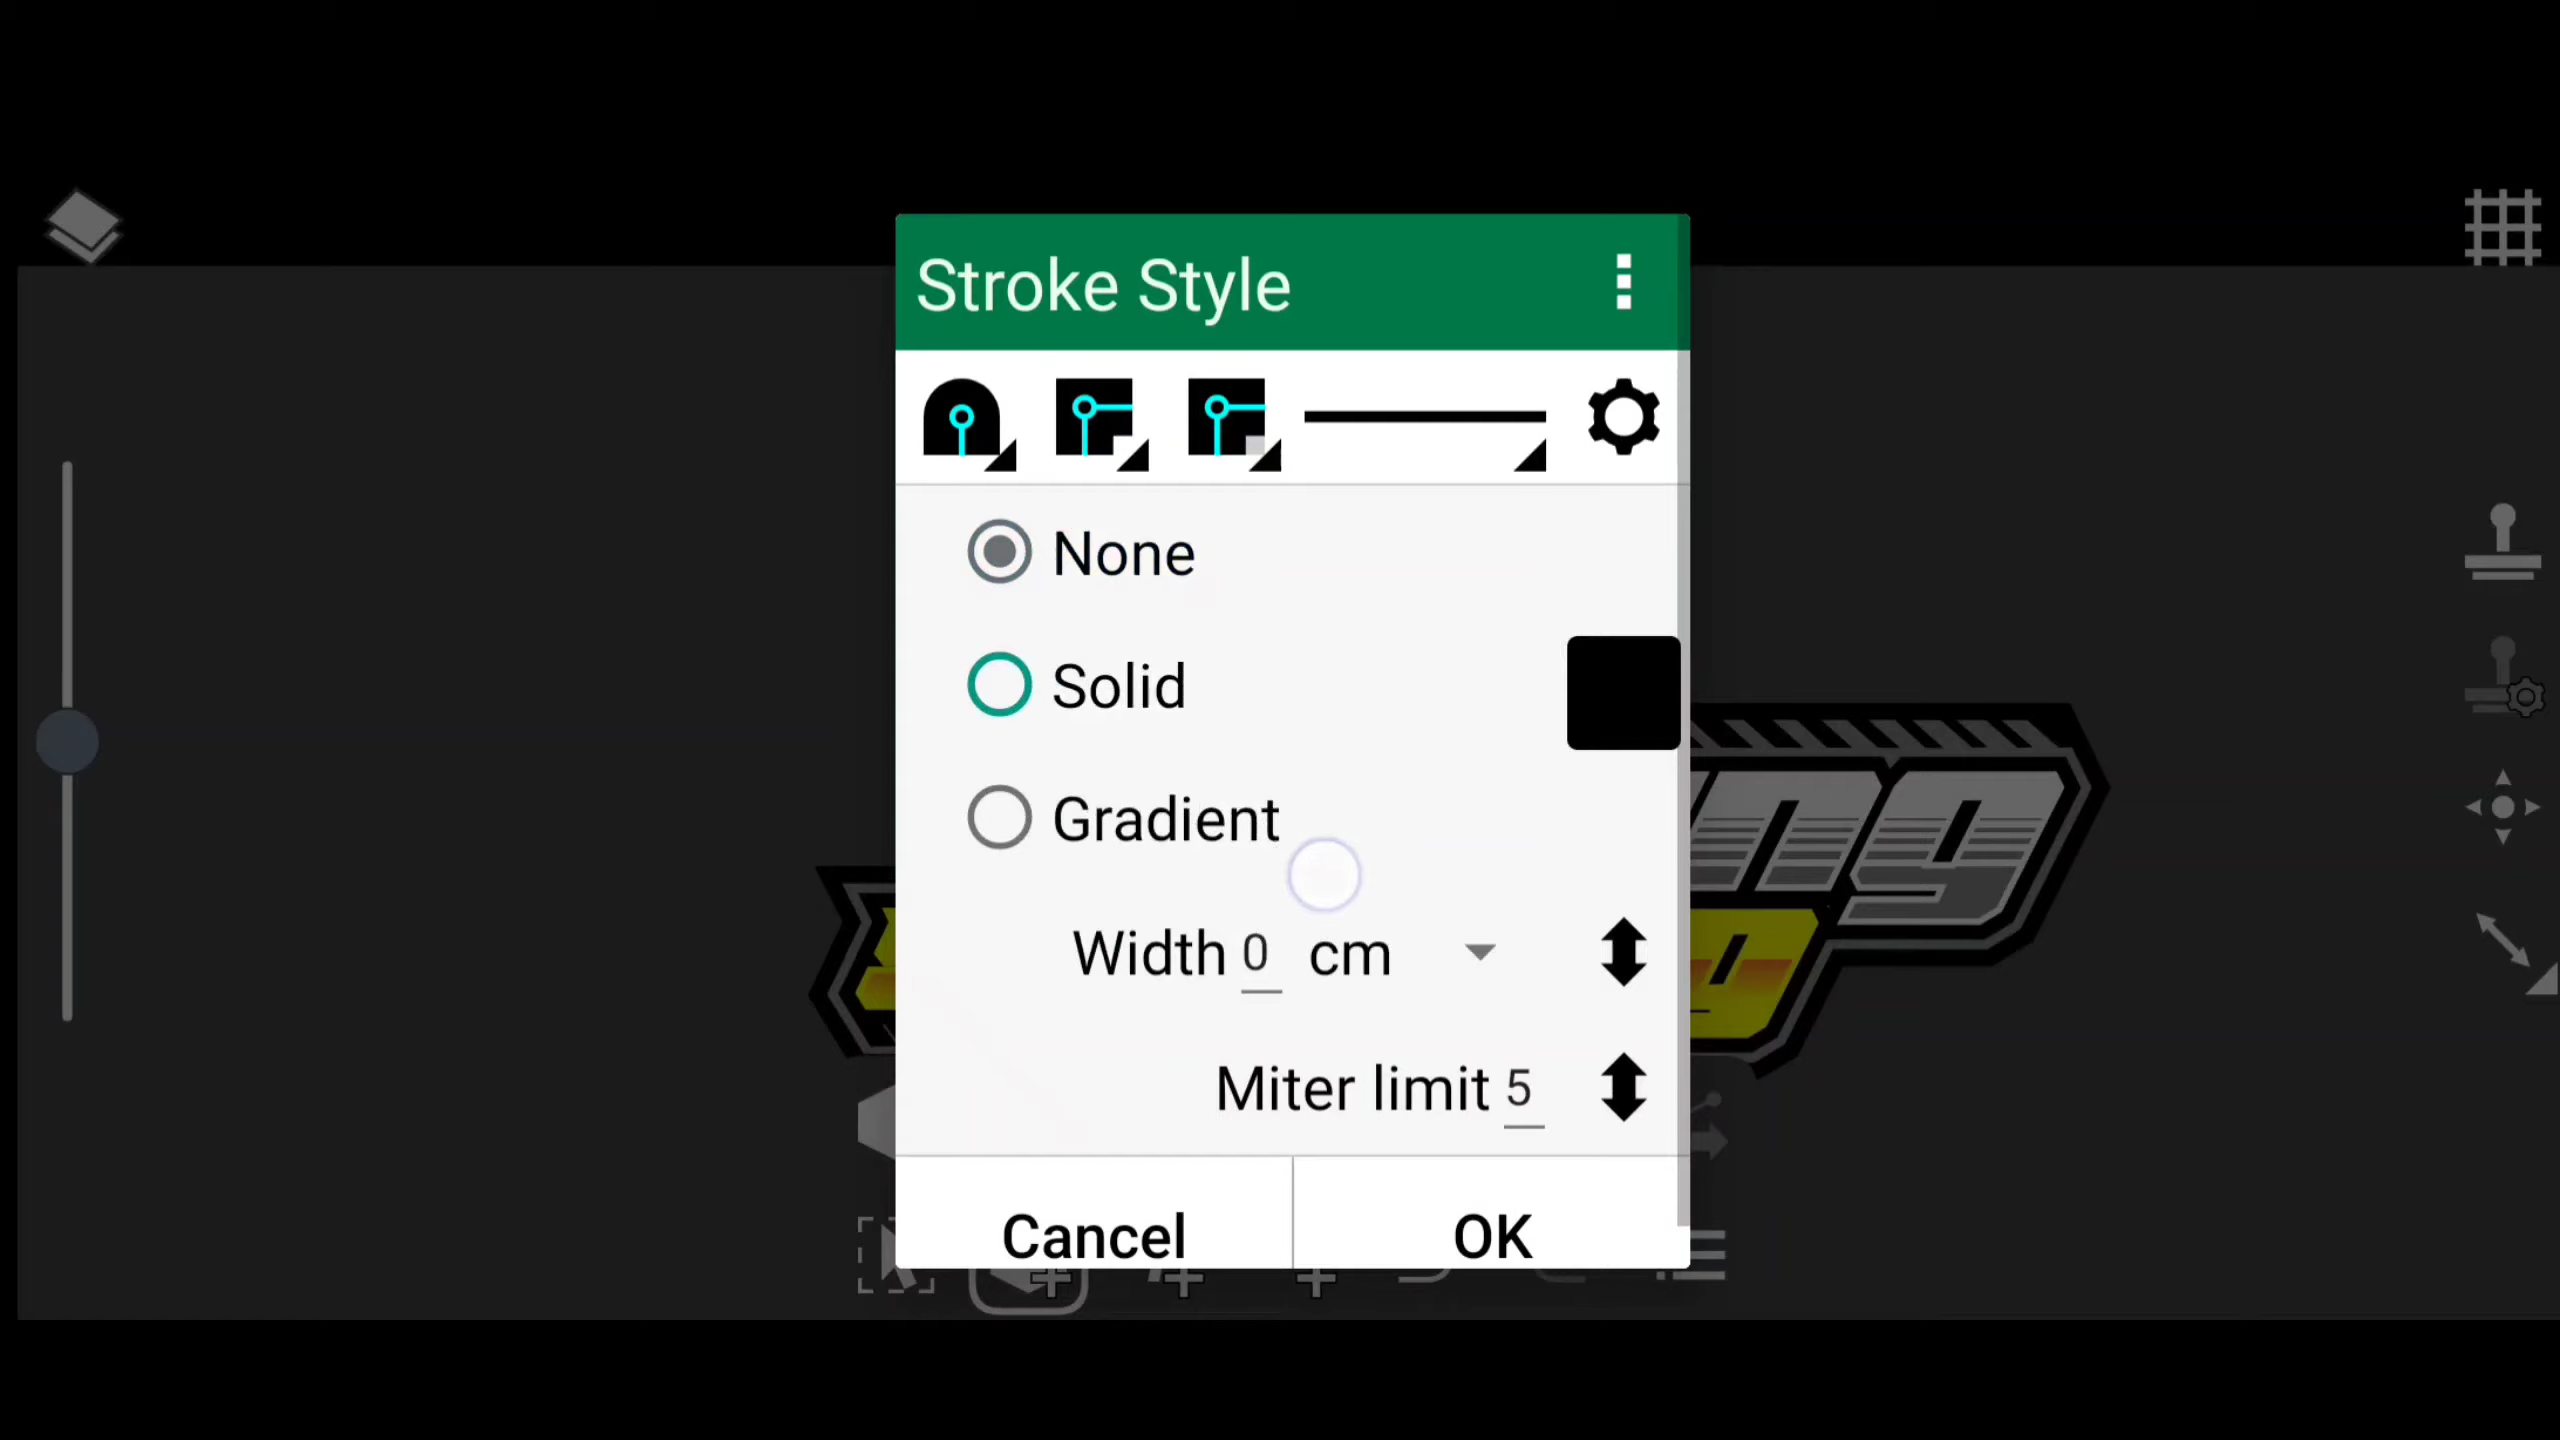 Stroke Style
None
Solid
Gradient
Width 0 cm
Miter limit 5
Cancel
OK